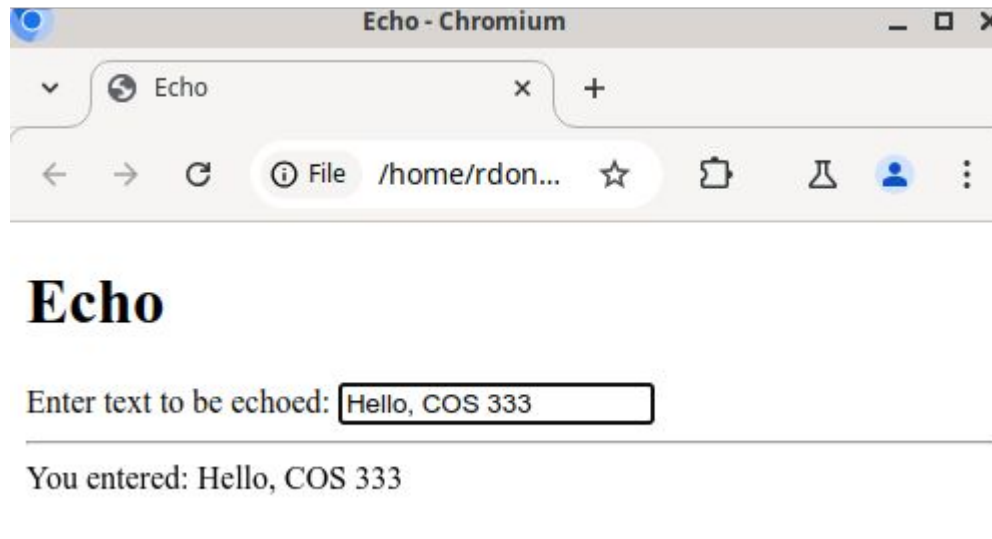 Echo - Chromium
Echo
File /home/rdon...
Echo
Enter text to be echoed: Hello, COS 333
You entered: Hello, COS 333